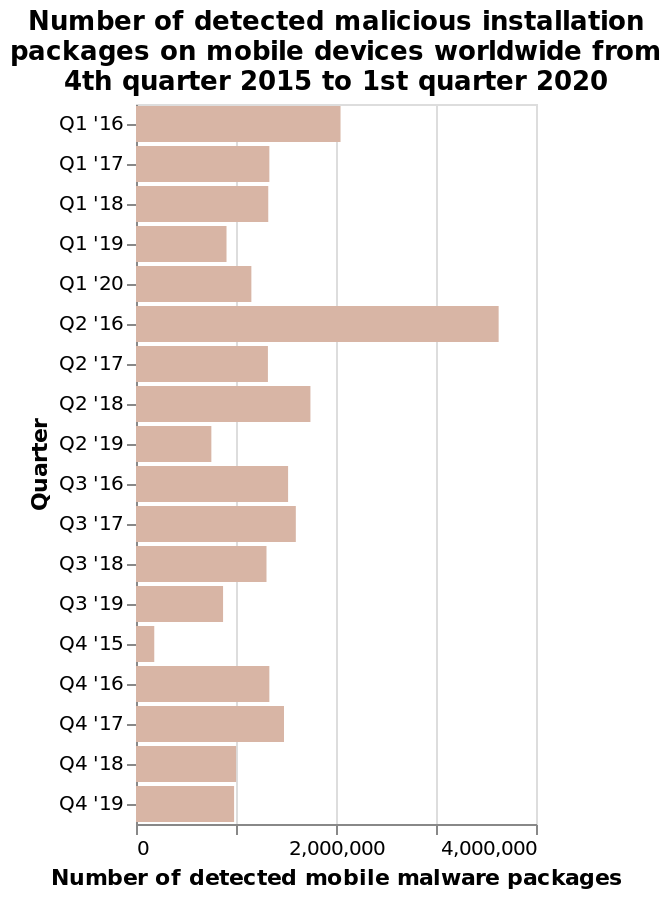 Number of detected malicious installation
packages on mobile devices worldwide from
4th quarter 2015 to 1st quarter 2020
Q1 '16
Q1 '17
Q1 '18
Q1 '19
Q1 '20
Q2 '16
Q2 '17
Q2 '18
Q2 '19
Q3 '16
Q3 '17
Q3 '18
Q3 '19
Q4 '15
Q4 '16
Q4 '17
Q4 '18
Q4 '19
Quarter
0 2,000,000 4,000,000
Number of detected mobile malware packages